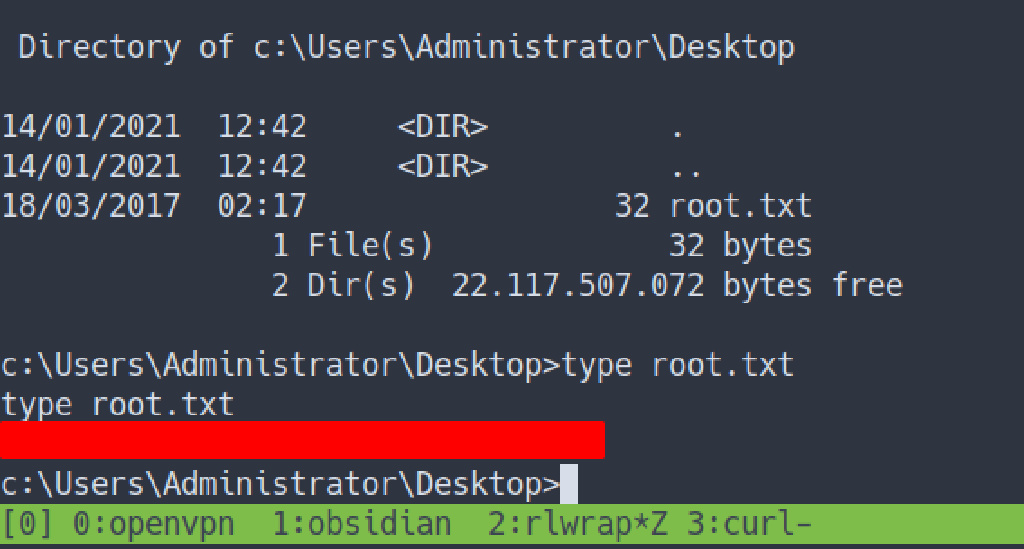 Directory of c:\Users\Administrator\Desktop
14/01/2021  12:42     <DIR>          .
14/01/2021  12:42     <DIR>          ..
18/03/2017  02:17                 32 root.txt
               1 File(s)             32 bytes
               2 Dir(s)  22.117.507.072 bytes free
c:\Users\Administrator\Desktop>type root.txt
type root.txt
c:\Users\Administrator\Desktop>
[0] 0:openvpn  1:obsidian  2:rlwrap*Z 3:curl-